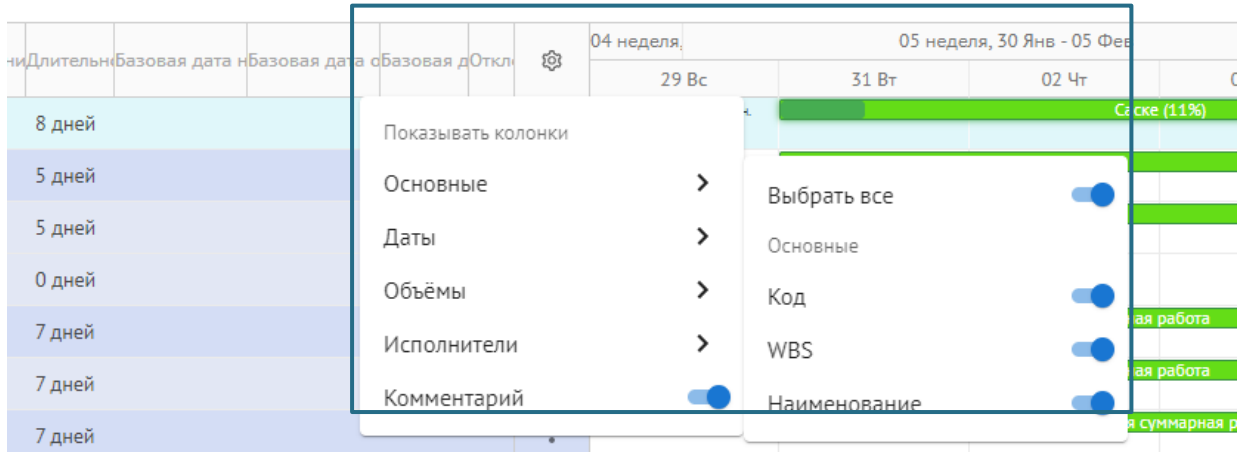 04 неделя,
05 неделя, 30 Янв - 05 Фев
Длительн Базовая дата н Базовая дата о Базовая д Откл
29 Вс
31 Вт
02 Чт
8 дней
5 дней
5 дней
0 дней
7 дней
7 дней
7 дней
Показывать колонки
Основные
Даты
Объёмы
Исполнители
Комментарий
Выбрать все
Основные
Код
WBS
Наименование
Саске (11%)
ная работа
ная работа
я суммарная р